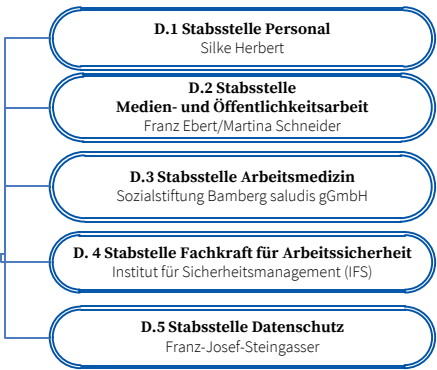 D.1 Stabsstelle Personal
Silke Herbert
D.2 Stabsstelle
Medien- und Öffentlichkeitsarbeit
Franz Ebert/Martina Schneider
D.3 Stabsstelle Arbeitsmedizin
Sozialstiftung Bamberg saludis gGmbH
D. 4 Stabstelle Fachkraft für Arbeitssicherheit
Institut für Sicherheitsmanagement (IFS)
D.5 Stabsstelle Datenschutz
Franz-Josef-Steingasser